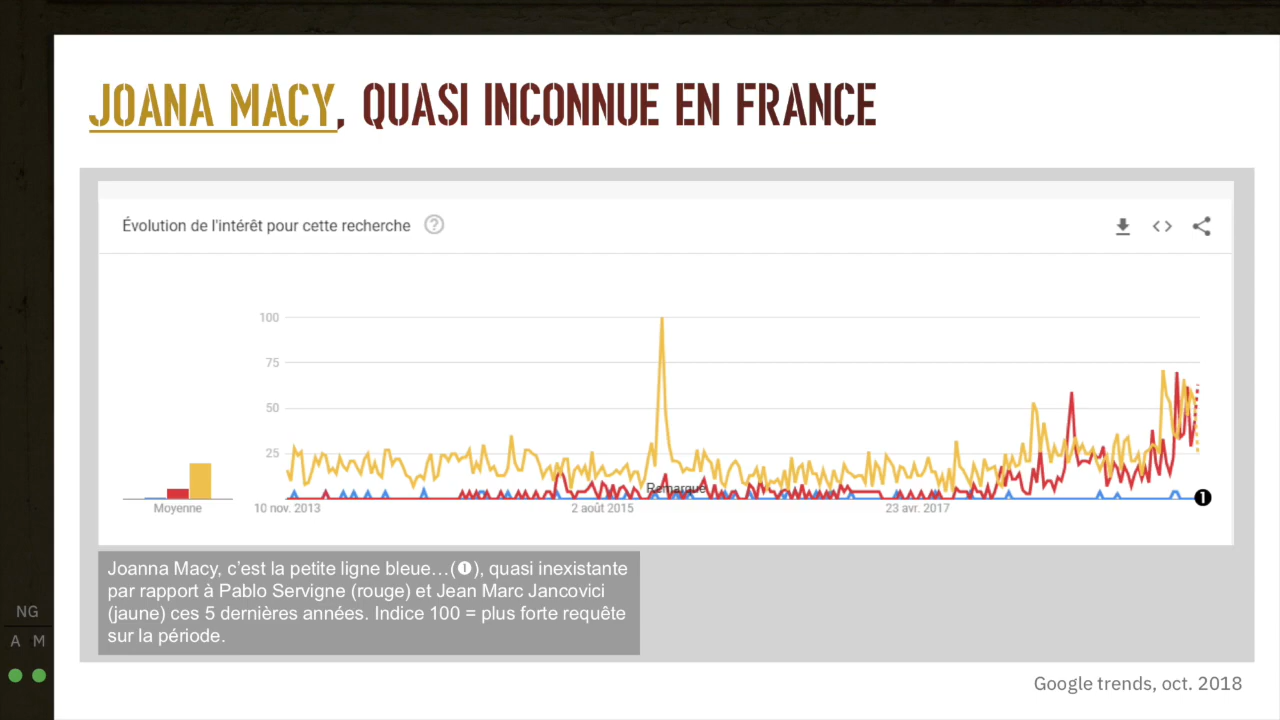 JOANA MACY, QUASI INCONNUE EN FRANCE
Évolution de l'intérêt pour cette recherche ?
100
75
50
25
Remarque
Moyenne
10 nov. 2013
2 août 2015
23 avr. 2017
1
Joanna Macy, c’est la petite ligne bleue…(1), quasi inexistante
par rapport à Pablo Servigne (rouge) et Jean Marc Jancovici
(jaune) ces 5 dernières années. Indice 100 = plus forte requête
sur la période.
NG
A M
Google trends, oct. 2018